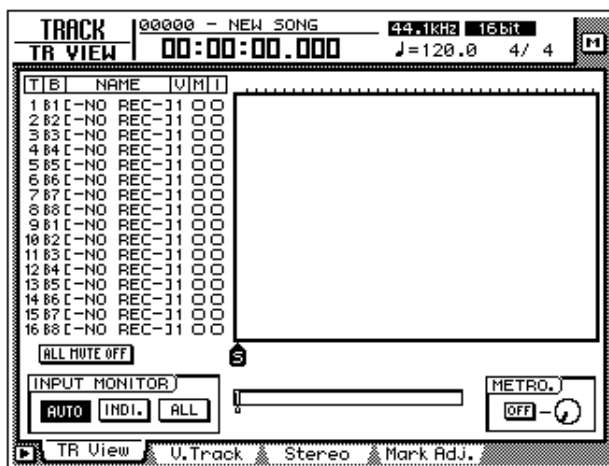 TRACK 00000 - NEW SONG 44.1kHz 16bit
TR VIEW 00:00:00.000 ♩=120.0 4/ 4 M
T B NAME V M I
1 B1 [-NO REC-] 1
2 B2 [-NO REC-] 1
3 B3 [-NO REC-] 1
4 B4 [-NO REC-] 1
5 B5 [-NO REC-] 1
6 B6 [-NO REC-] 1
7 B7 [-NO REC-] 1
8 B8 [-NO REC-] 1
9 B1 [-NO REC-] 1
10 B2 [-NO REC-] 1
11 B3 [-NO REC-] 1
12 B4 [-NO REC-] 1
13 B5 [-NO REC-] 1
14 B6 [-NO REC-] 1
15 B7 [-NO REC-] 1
16 B8 [-NO REC-] 1
ALL MUTE OFF S
INPUT MONITOR METRO.
AUTO INDI. ALL OFF
TR View V.Track Stereo Mark Adj.